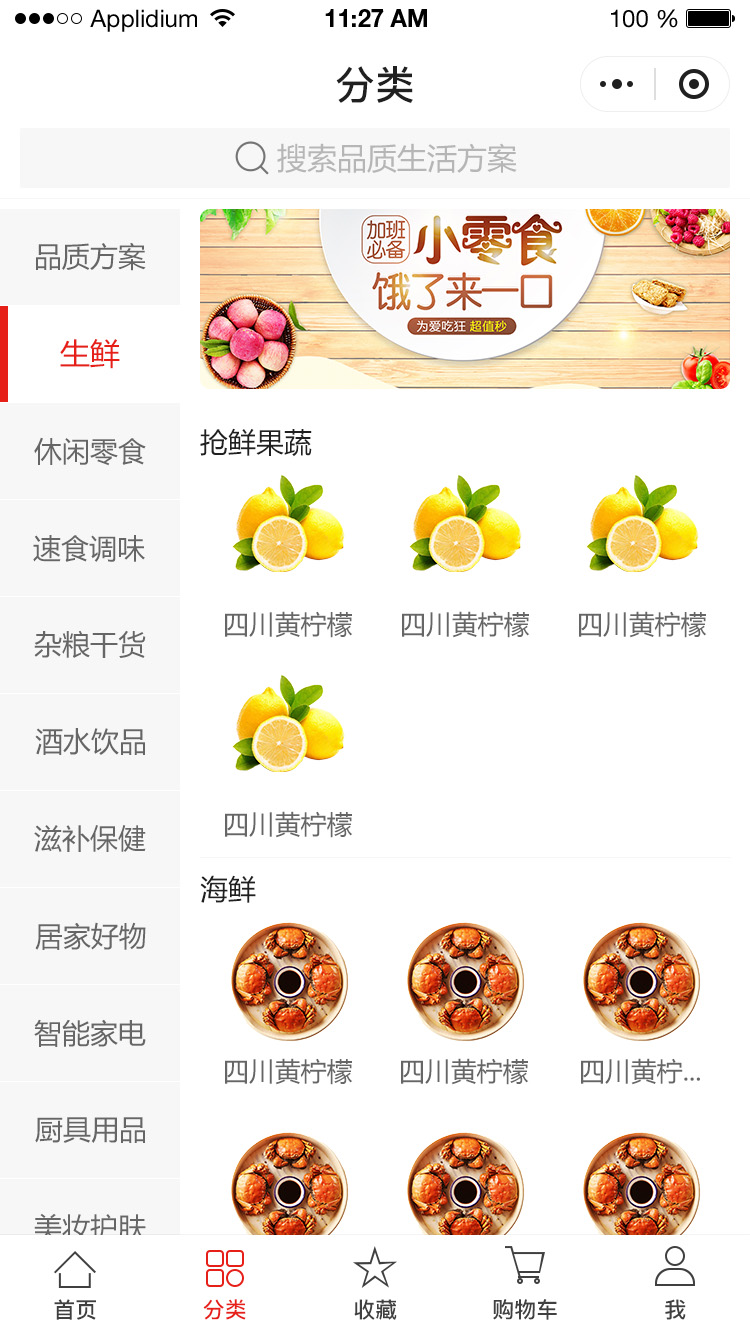 Applidium 11:27 AM 100 %
分类
搜索品质生活方案
品质方案
生鲜
休闲零食
速食调味
杂粮干货
酒水饮品
滋补保健
居家好物
智能家电
厨具用品
美妆护肤
加班必备 小零食
饿了来一口
为爱吃狂 超值秒
抢鲜果蔬
四川黄柠檬 四川黄柠檬 四川黄柠檬
四川黄柠檬
海鲜
四川黄柠檬 四川黄柠檬 四川黄柠...
首页 分类 收藏 购物车 我